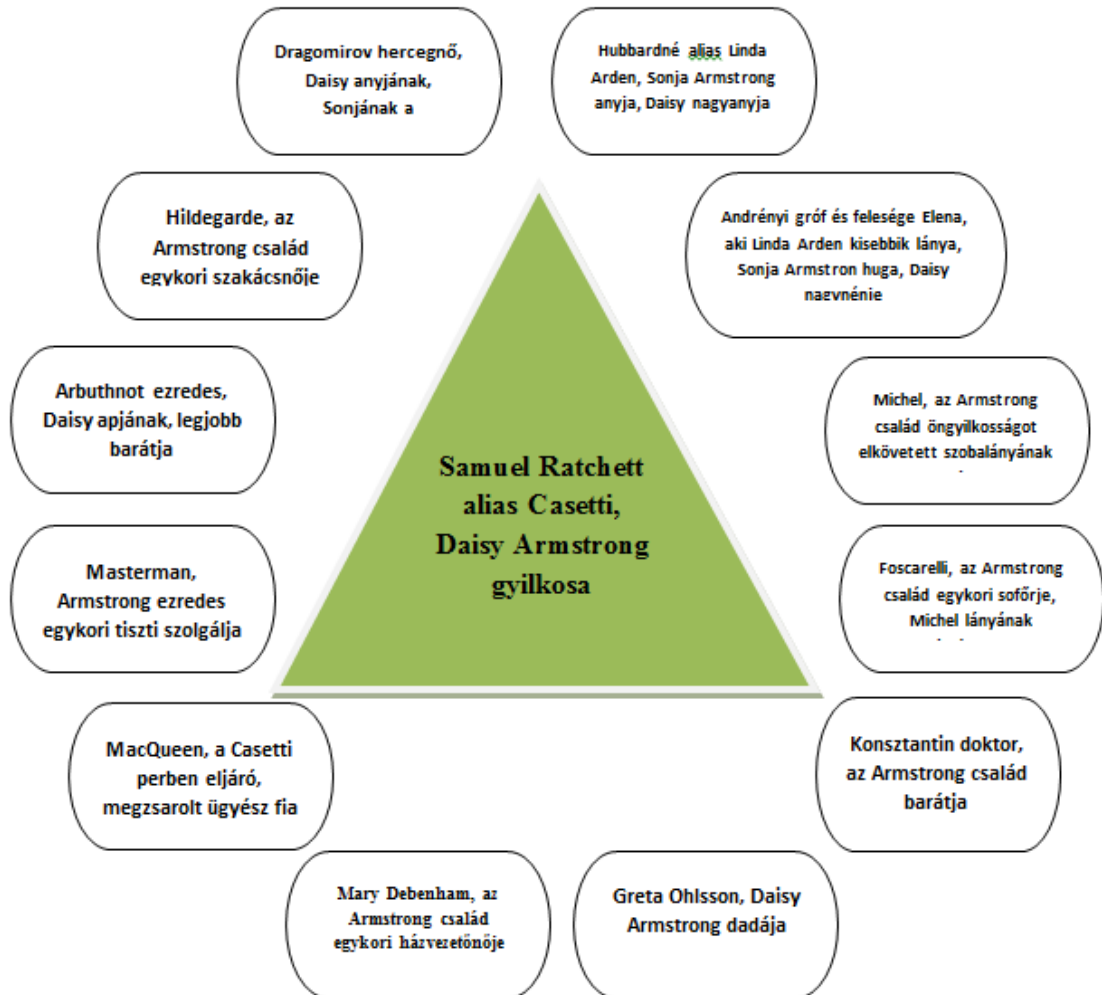 Dragomirov hercegnő,
Daisy anyjának,
Sonjának a
Hubbardné alias Linda
Arden, Sonja Armstrong
anyja, Daisy nagyanyja
Hildegarde, az
Armstrong család
egykori szakácsnője
Andrényi gróf és felesége Elena,
aki Linda Arden kisebbik lánya,
Sonja Armstron huga, Daisy
nagynénje
Arbuthnot ezredes,
Daisy apjának, legjobb
barátja
Michel, az Armstrong
család öngyilkosságot
elkövetett szobalányának
Samuel Ratchett
alias Casetti,
Daisy Armstrong
gyilkosa
Masterman,
Armstrong ezredes
egykori tiszti szolgálja
Foscarelli, az Armstrong
család egykori sofőrje,
Michel lányának
MacQueen, a Casetti
perben eljáró,
megzsarolt ügyész fia
Konsztantin doktor,
az Armstrong család
barátja
Mary Debenham, az
Armstrong család
egykori házvezetőnője
Greta Ohlsson, Daisy
Armstrong dadája